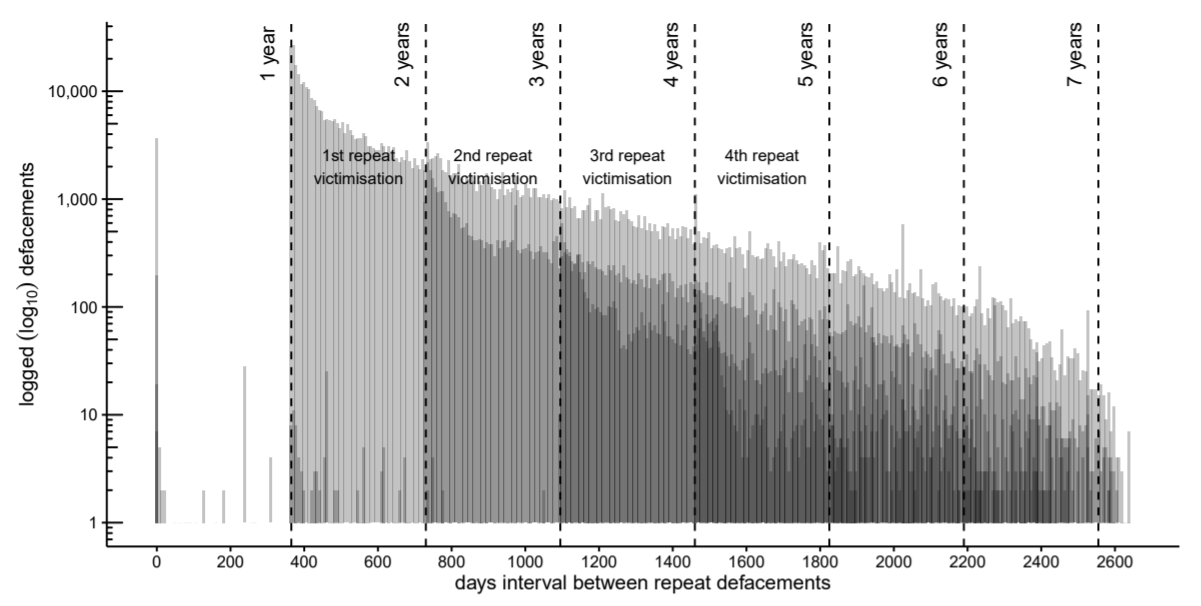 1 year
2 years
3 years
4 years
5 years
6 years
7 years
10,000
1,000
100
10
1
logged (log10) defacements
1st repeat
victimisation
2nd repeat
victimisation
3rd repeat
victimisation
4th repeat
victimisation
0 200 400 600 800 1000 1200 1400 1600 1800 2000 2200 2400 2600
days interval between repeat defacements